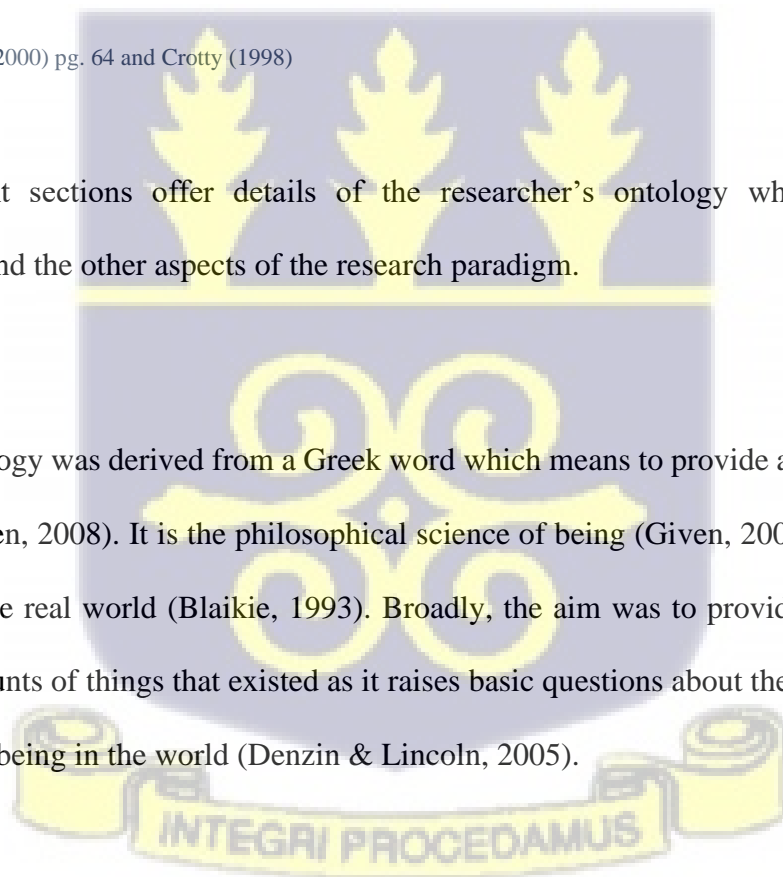 2000) pg. 64 and Crotty (1998)
t sections offer details of the researcher's ontology wh
nd the other aspects of the research paradigm.
ogy was derived from a Greek word which means to provide a
en, 2008). It is the philosophical science of being (Given, 200
e real world (Blaikie, 1993). Broadly, the aim was to provid
unts of things that existed as it raises basic questions about the
being in the world (Denzin & Lincoln, 2005).
INTEGRI PROCEDAMUS